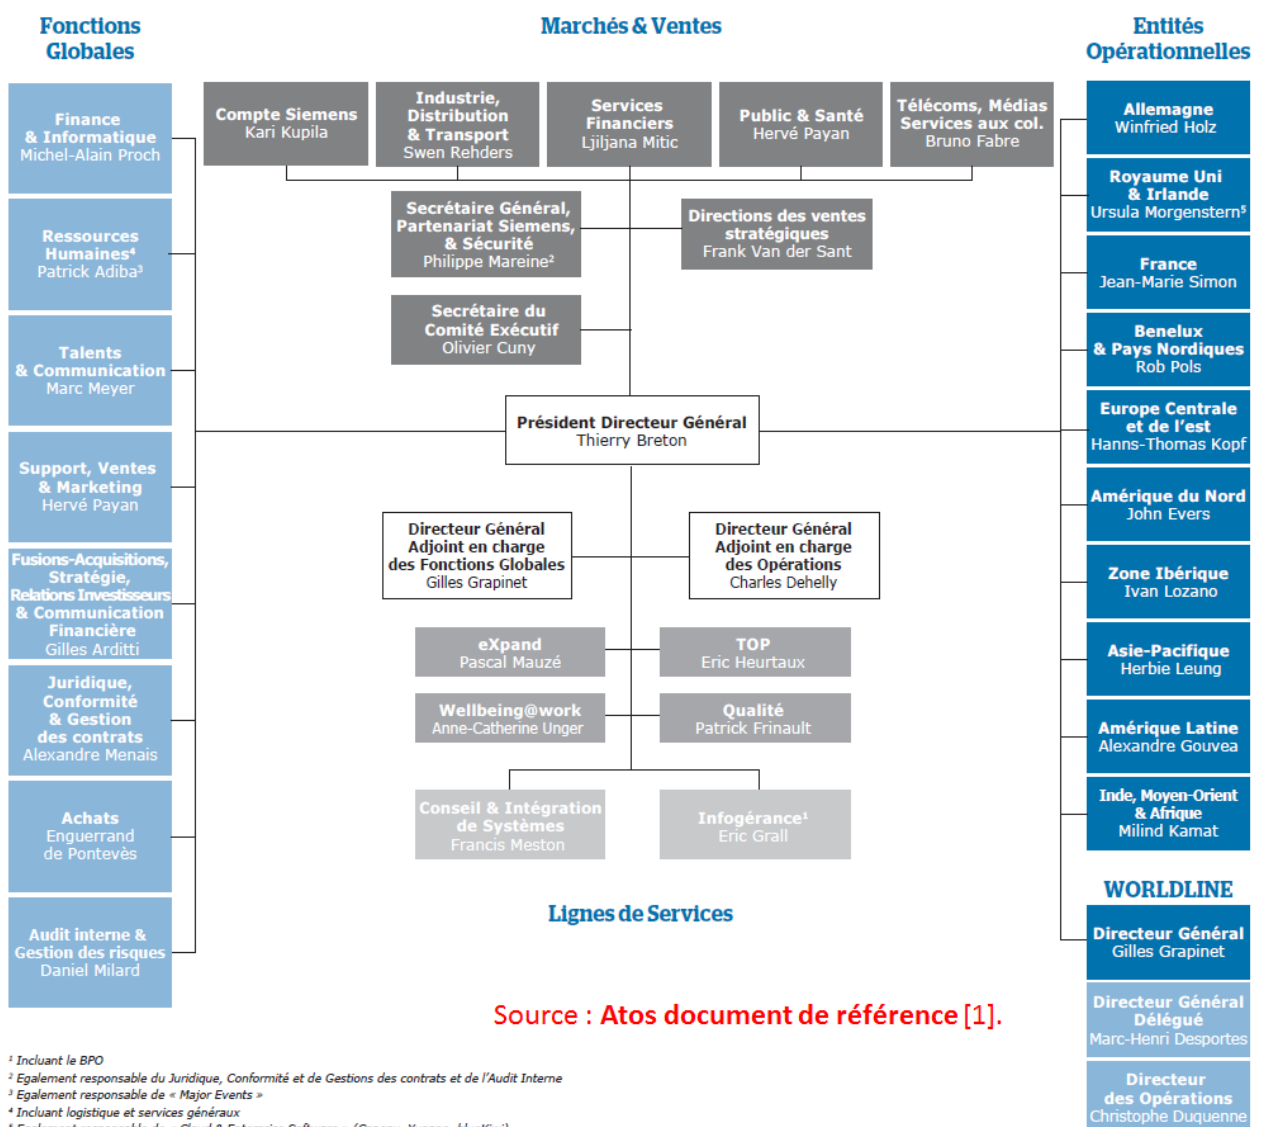 Fonctions
Globales
Marchés & Ventes
Entités
Opérationnelles
Finance
& Informatique
Michel-Alain Proch
Ressources
Humaines⁴
Patrick Adiba³
Talents
& Communication
Marc Meyer
Support, Ventes
& Marketing
Hervé Payan
Fusions-Acquisitions,
Stratégie,
Relations Investisseurs
& Communication
Financière
Gilles Arditti
Juridique,
Conformité
& Gestion
des contrats
Alexandre Menais
Achats
Enguerrand
de Pontevès
Audit interne &
Gestion des risques
Daniel Milard
Compte Siemens
Kari Kupila
Industrie,
Distribution
& Transport
Swen Rehders
Services
Financiers
Ljiljana Mitic
Public & Santé
Hervé Payan
Télécoms, Médias
Services aux col.
Bruno Fabre
Secrétaire Général,
Partenariat Siemens,
& Sécurité
Philippe Mareine²
Directions des ventes
stratégiques
Frank Van der Sant
Secrétaire du
Comité Exécutif
Olivier Cuny
Président Directeur Général
Thierry Breton
Directeur Général
Adjoint en charge
des Fonctions Globales
Gilles Grapinet
Directeur Général
Adjoint en charge
des Opérations
Charles Dehelly
eXpand
Pascal Mauzé
TOP
Eric Heurtaux
Wellbeing@work
Anne-Catherine Unger
Qualité
Patrick Frinault
Conseil & Intégration
de Systèmes
Francis Meston
Infogérance¹
Eric Grall
Lignes de Services
Allemagne
Winfried Holz
Royaume Uni
& Irlande
Ursula Morgenstern⁵
France
Jean-Marie Simon
Benelux
& Pays Nordiques
Rob Pols
Europe Centrale
et de l'est
Hanns-Thomas Kopf
Amérique du Nord
John Evers
Zone Ibérique
Ivan Lozano
Asie-Pacifique
Herbie Leung
Amérique Latine
Alexandre Gouvea
Inde, Moyen-Orient
& Afrique
Milind Kamat
WORLDLINE
Directeur Général
Gilles Grapinet
Directeur Général
Délégué
Marc-Henri Desportes
Directeur
des Opérations
Christophe Duquenne
Source : Atos document de référence [1].
¹ Incluant le BPO
² Egalement responsable du Juridique, Conformité et de Gestions des contrats et de l'Audit Interne
³ Egalement responsable de « Major Events »
⁴ Incluant logistique et services généraux
⁵ Egalement responsable de « Cloud & Enterprise Software » (Canopy, Yunano, blueKiwi)